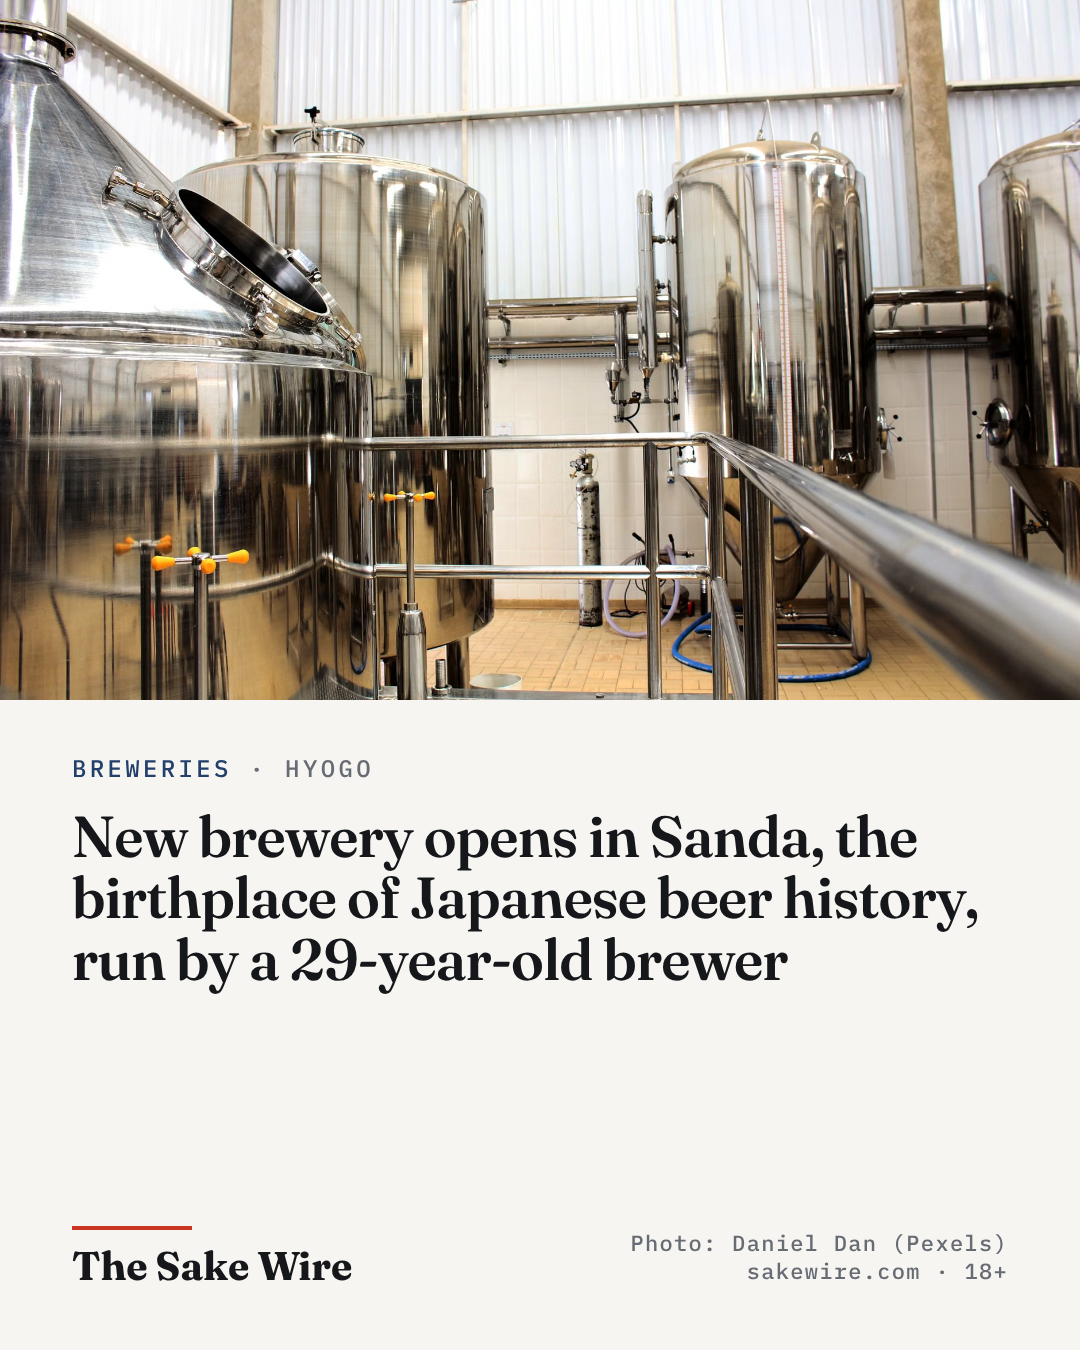 BREWERIES · HYOGO
New brewery opens in Sanda, the
birthplace of Japanese beer history,
run by a 29-year-old brewer
The Sake Wire
Photo: Daniel Dan (Pexels)
sakewire.com · 18+